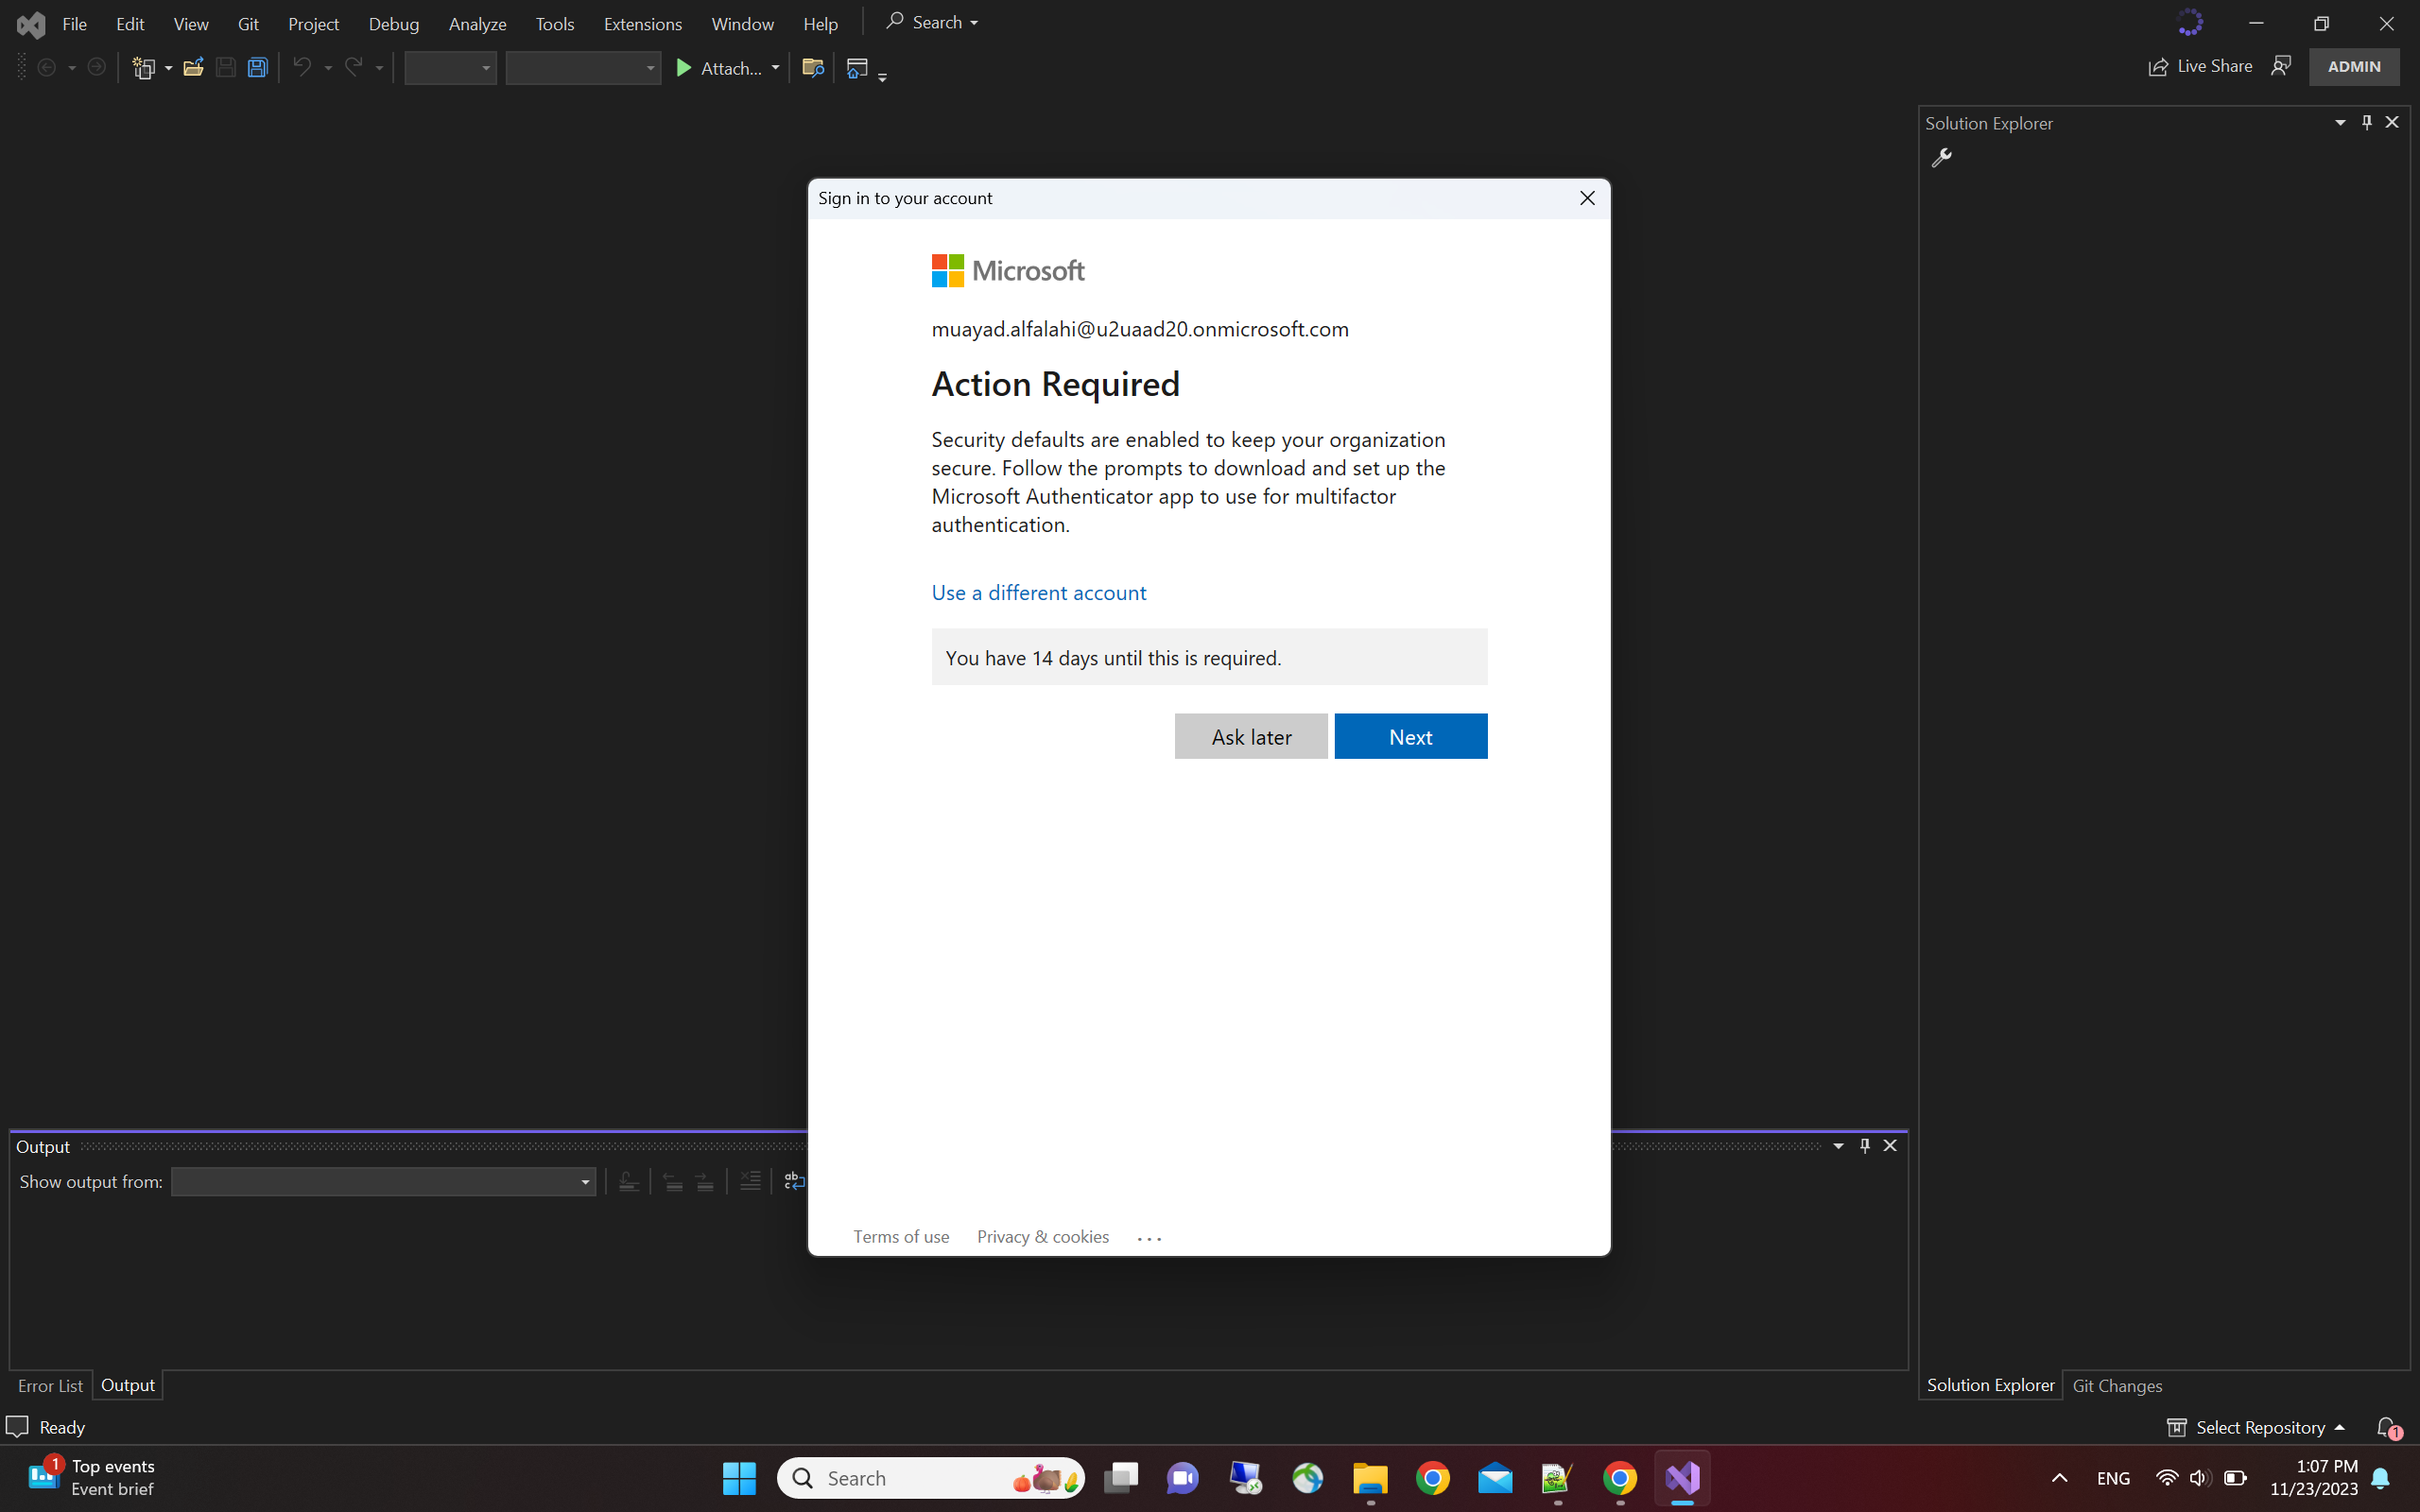 File Edit View Git Project Debug Analyze Tools Extensions Window Help Search
Attach...
Live Share
ADMIN
Solution Explorer
Sign in to your account
Microsoft
muayad.alfalahi@u2uaad20.onmicrosoft.com
Action Required
Security defaults are enabled to keep your organization
secure. Follow the prompts to download and set up the
Microsoft Authenticator app to use for multifactor
authentication.
Use a different account
You have 14 days until this is required.
Ask later
Next
Terms of use Privacy & cookies ...
Output
Show output from:
Error List Output
Solution Explorer Git Changes
Ready
Select Repository
1
1
Top events
Event brief
Search
ENG
1:07 PM
11/23/2023